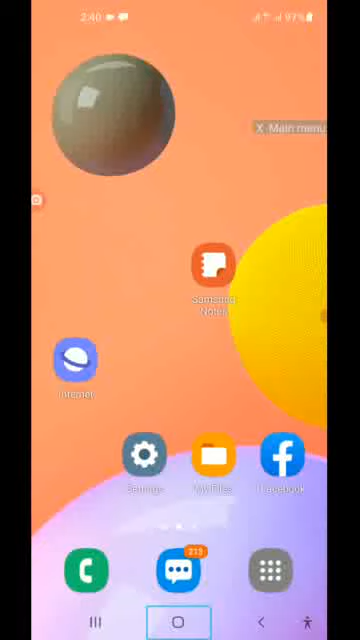 2:40
97%
X Main menu
Samsung
Notes
Internet
Settings
My Files
Facebook
213